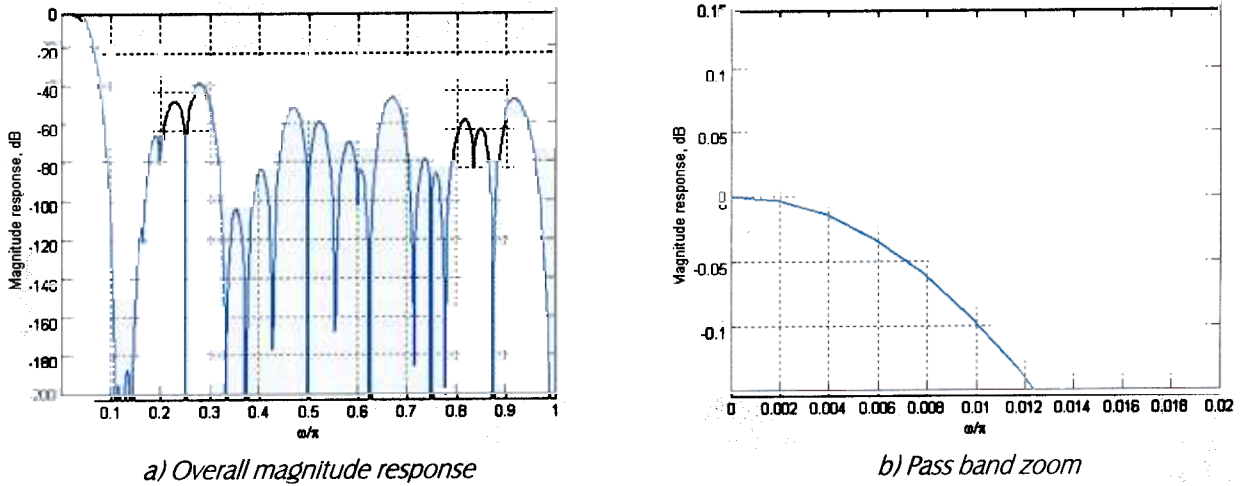 0
-20
-40
-60
-80
-100
-120
-140
-160
-180
-200
Magnitude response, dB
0.1 0.2 0.3 0.4 0.5 0.6 0.7 0.8 0.9 1
ω/π
a) Overall magnitude response
0.15
0.1
0.05
0
-0.05
-0.1
Magnitude response, dB
0 0.002 0.004 0.006 0.008 0.01 0.012 0.014 0.016 0.018 0.02
ω/π
b) Pass band zoom